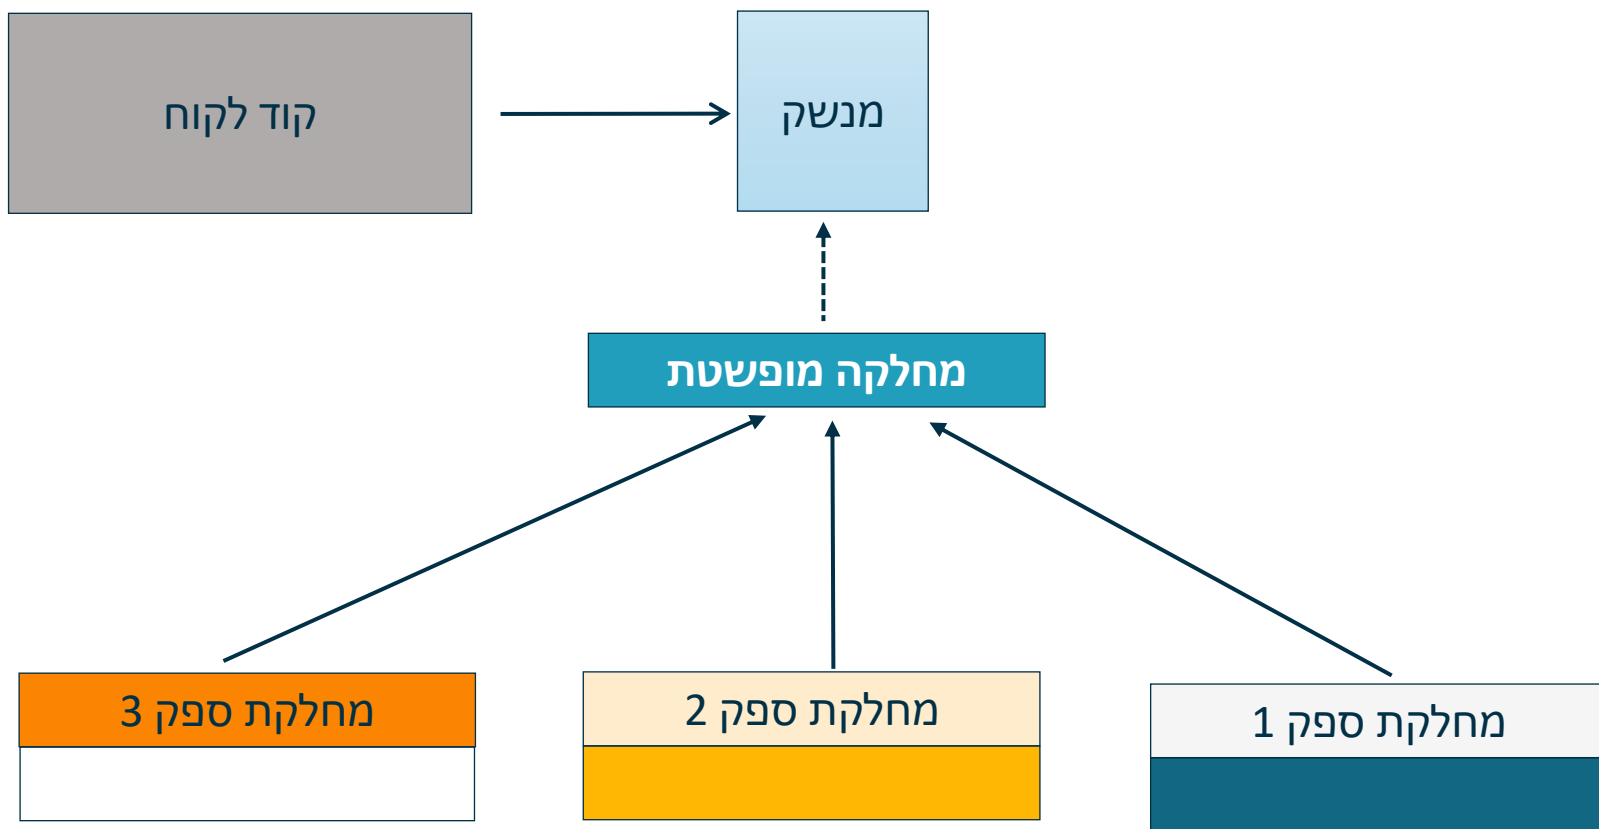 קוד לקוח
מנשק
מחלקה מופשטת
מחלקת ספק 1
מחלקת ספק 2
מחלקת ספק 3